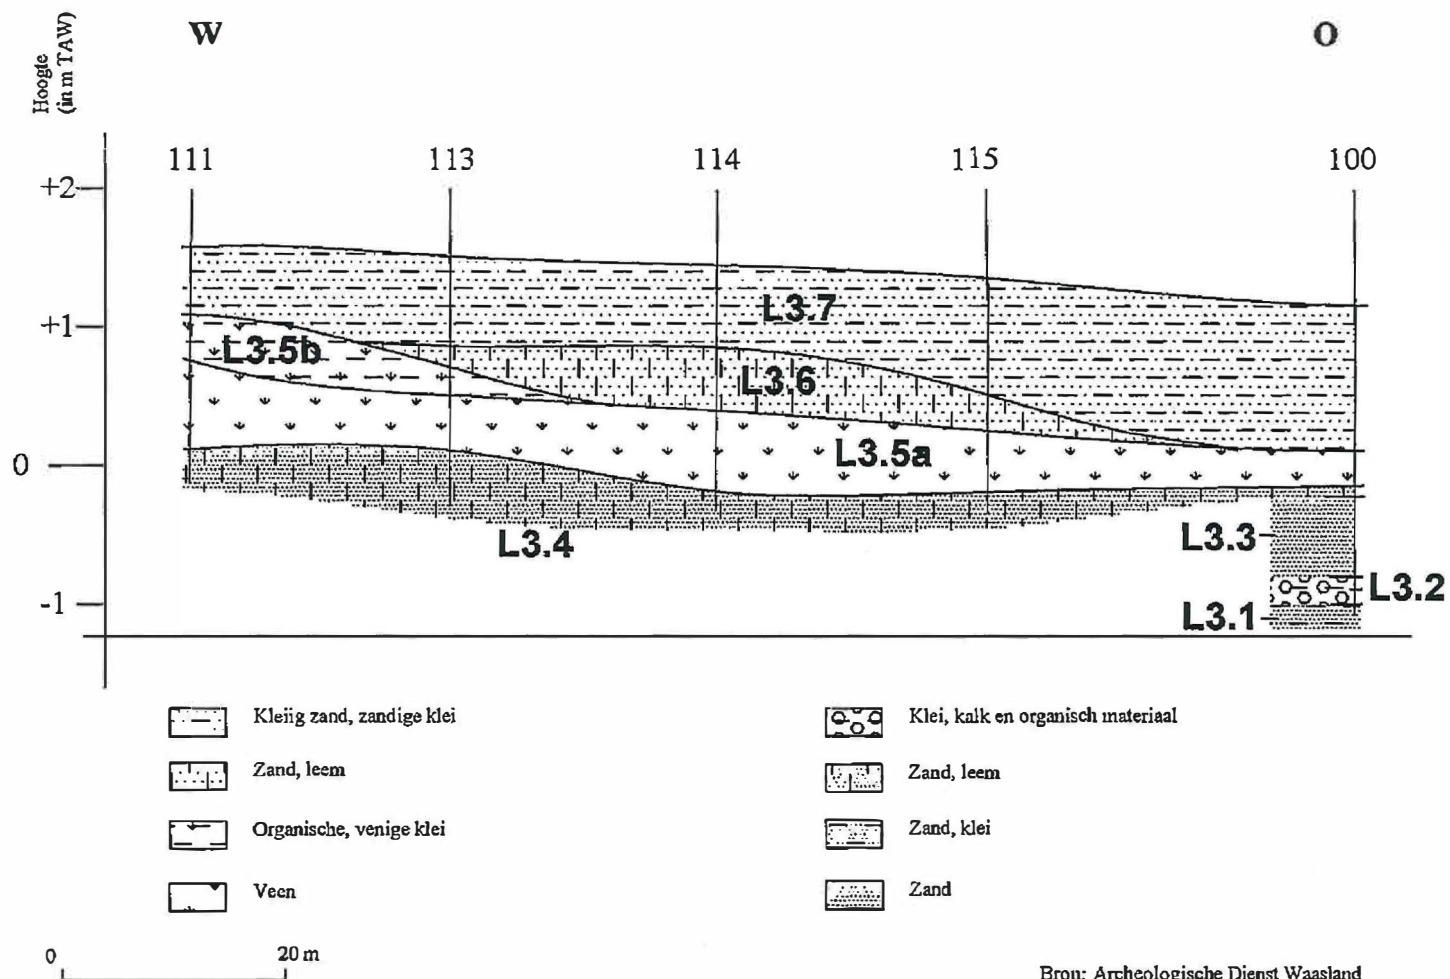 W O
Hoogte
(in m TAW)
111 113 114 115 100
+2
+1
0
-1
L3.7
L3.5b
L3.6
L3.5a
L3.4
L3.3
L3.2
L3.1
Kleiig zand, zandige klei
Zand, leem
Organische, venige klei
Veen
Klei, kalk en organisch materiaal
Zand, leem
Zand, klei
Zand
0 20 m
Bron: Archeologische Dienst Waasland